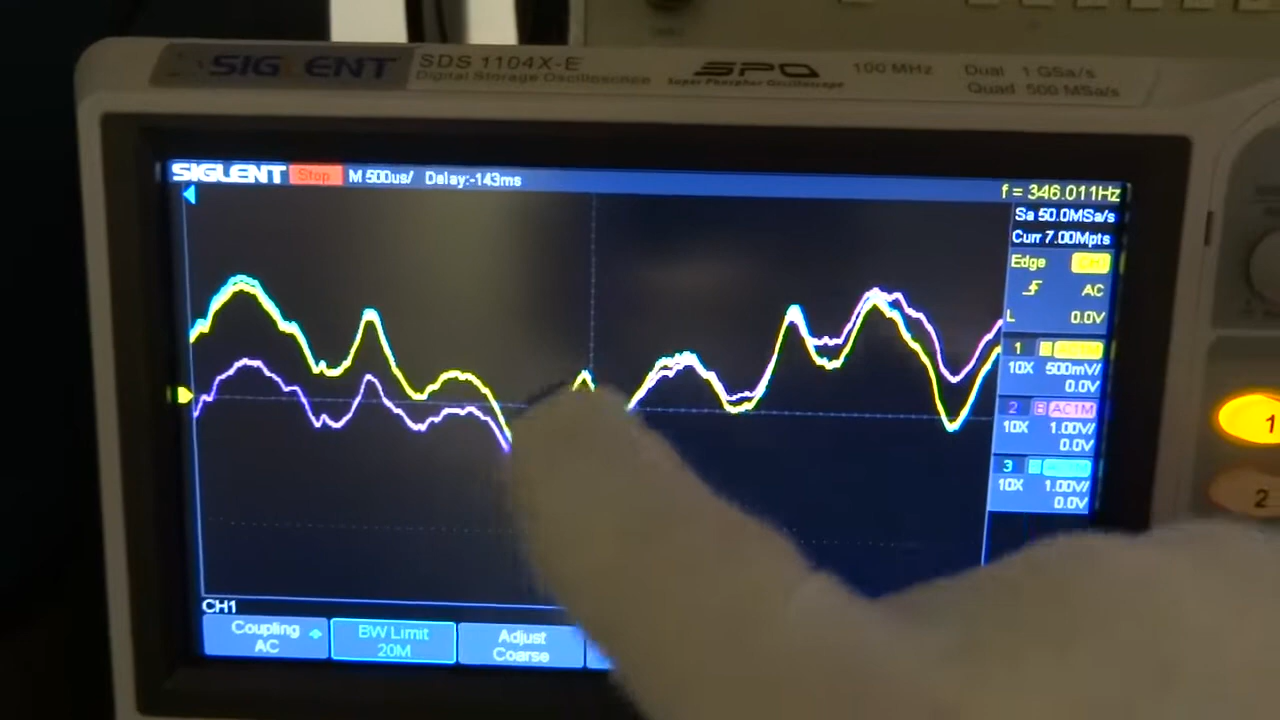 SIGLENT SDS 1104X-E
Digital Storage Oscilloscope
SPO
Super Phosphor Oscilloscope
100 MHz
Dual 1 GSa/s
Quad 500 MSa/s
SIGLENT Stop M 500us/ Delay:-143ms
f = 346.011Hz
Sa 50.0MSa/s
Curr 7.00Mpts
Edge CH1
AC
L 0.0V
1
10X 500mV/
0.0V
2 B AC1M
10X 1.00V/
0.0V
3
10X 1.00V/
0.0V
CH1
Coupling
AC
BW Limit
20M
Adjust
Coarse
1
2